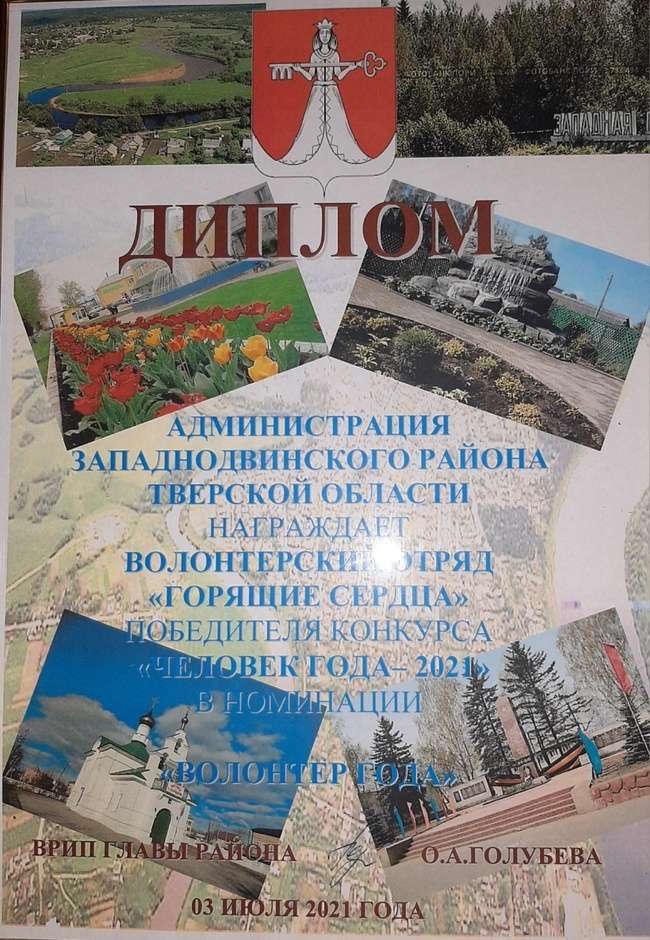 ЗАПАДНАЯ
ДИПЛОМ
АДМИНИСТРАЦИЯ
ЗАПАДНОДВИНСКОГО РАЙОНА
ТВЕРСКОЙ ОБЛАСТИ
НАГРАЖДАЕТ
ВОЛОНТЕРСКИЙ ОТРЯД
«ГОРЯЩИЕ СЕРДЦА»
ПОБЕДИТЕЛЯ КОНКУРСА
«ЧЕЛОВЕК ГОДА– 2021»
В НОМИНАЦИИ
«ВОЛОНТЕР ГОДА»
ВРИП ГЛАВЫ РАЙОНА О.А.ГОЛУБЕВА
03 ИЮЛЯ 2021 ГОДА